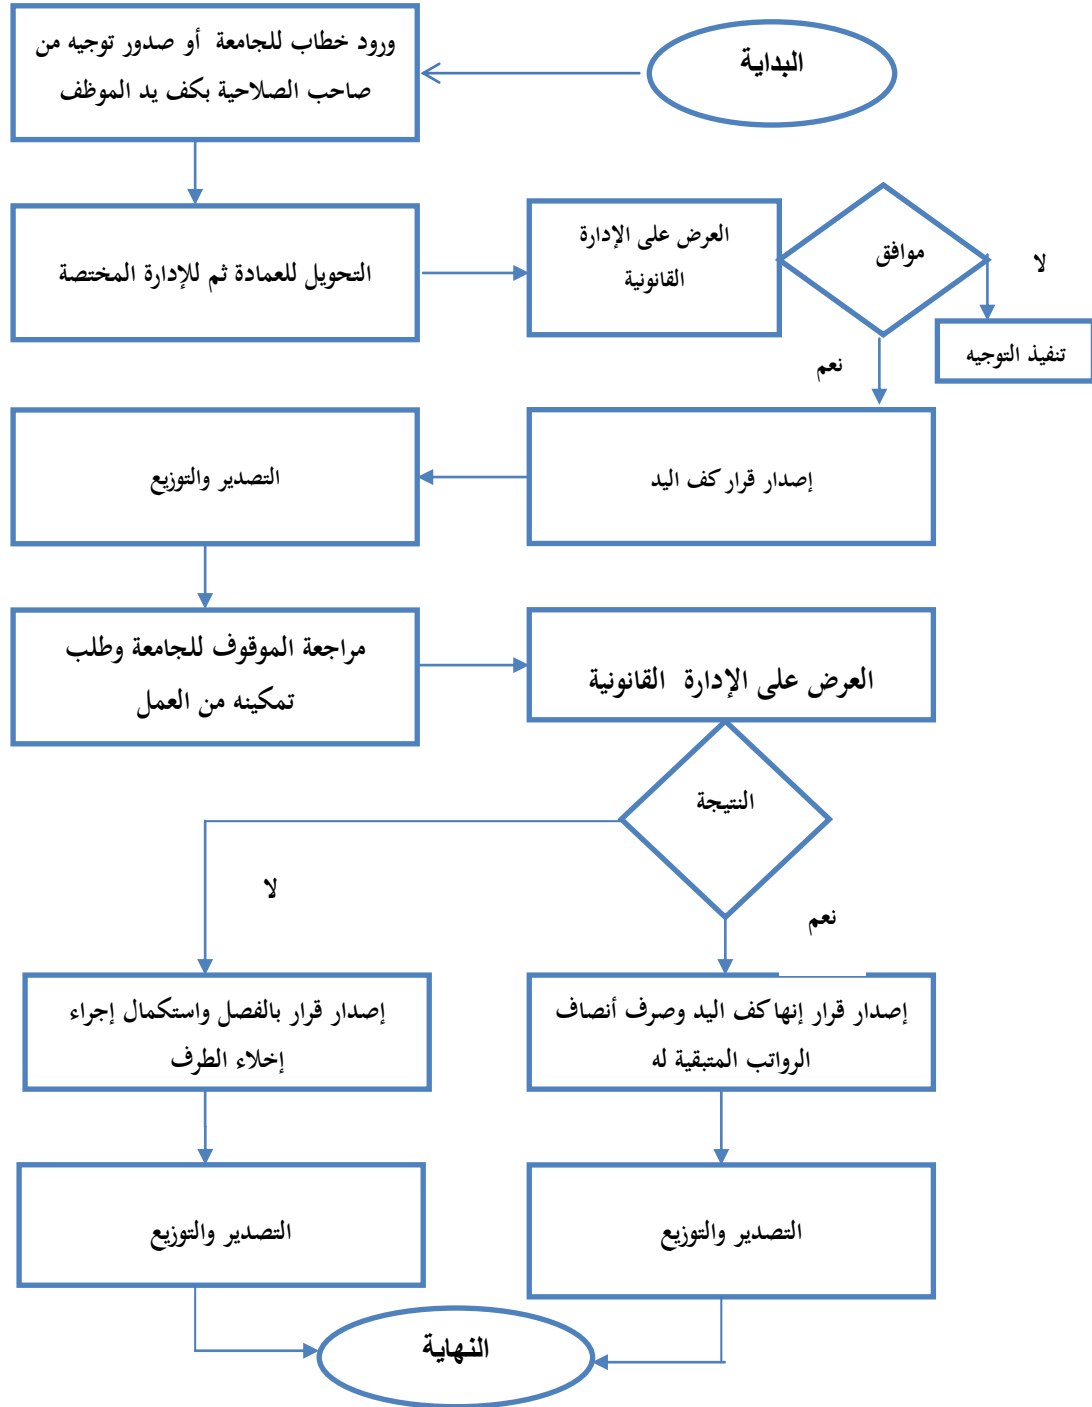 البداية
ورود خطاب للجامعة أو صدور توجيه من
صاحب الصلاحية بكف يد الموظف
التحويل للعمادة ثم للإدارة المختصة
العرض على الإدارة
القانونية
موافق
لا
تنفيذ التوجيه
نعم
إصدار قرار كف اليد
التصدير والتوزيع
مراجعة الموقوف للجامعة وطلب
تمكينه من العمل
العرض على الإدارة القانونية
النتيجة
لا
نعم
إصدار قرار إنها كف اليد وصرف أنصاف
الرواتب المتبقية له
إصدار قرار بالفصل واستكمال إجراء
إخلاء الطرف
التصدير والتوزيع
التصدير والتوزيع
النهاية